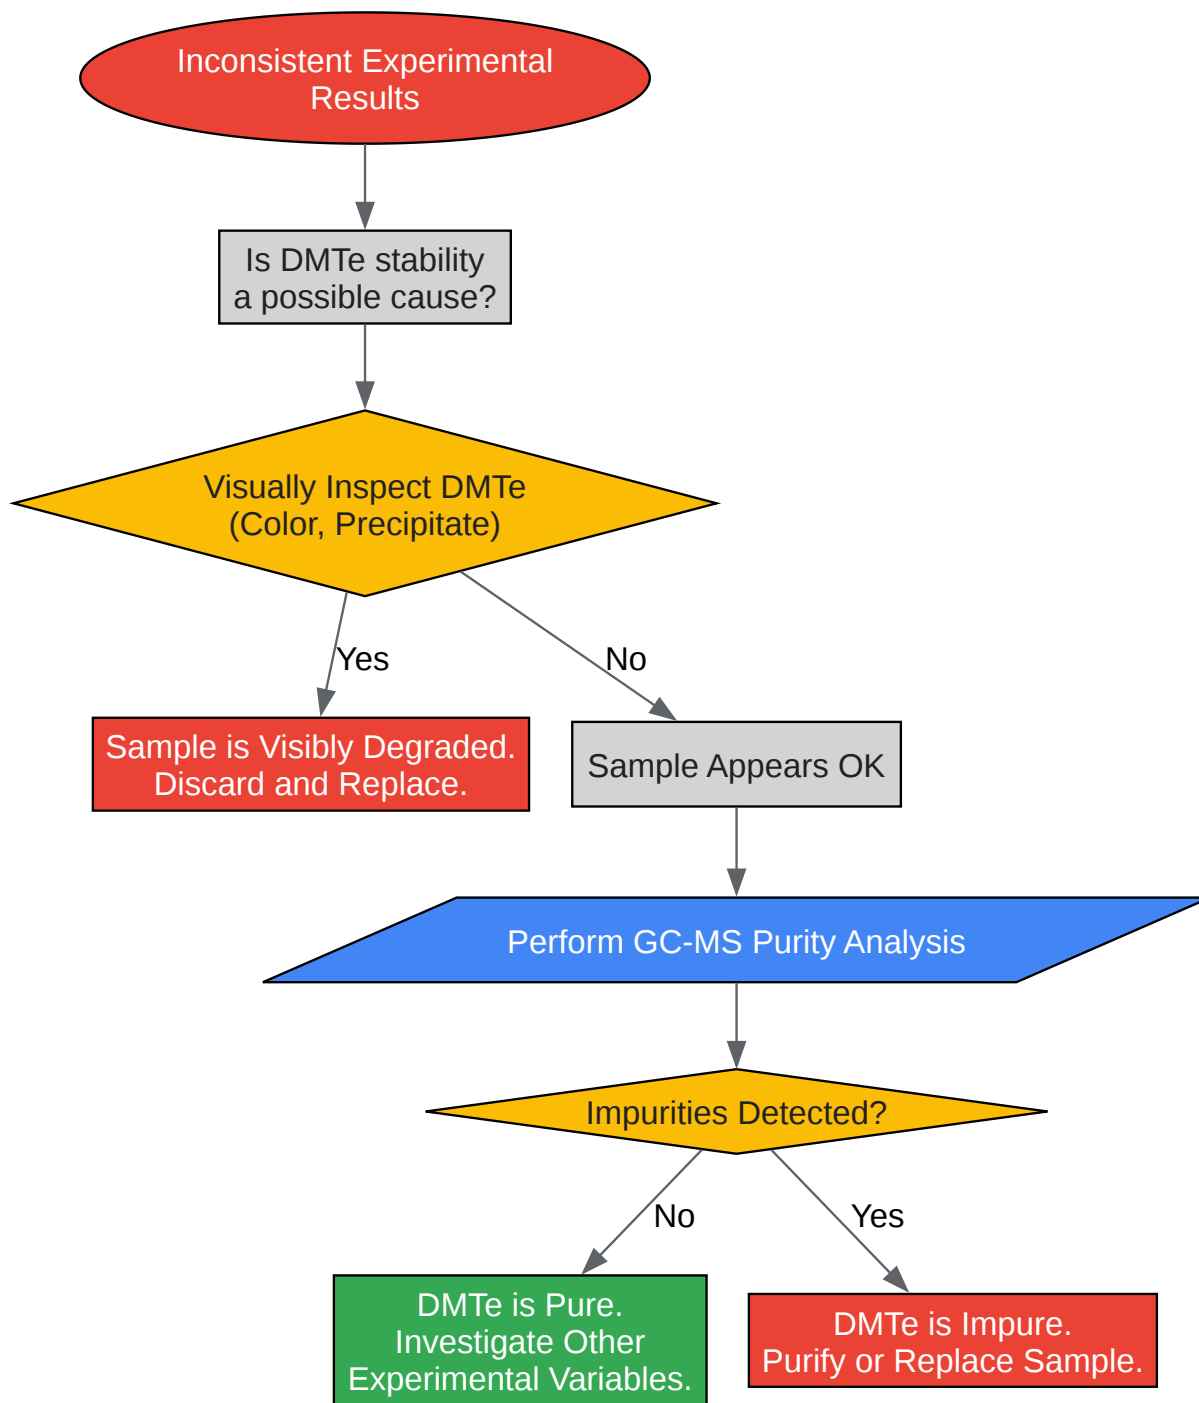 Inconsistent Experimental
Results
Is DMTe stability
a possible cause?
Visually Inspect DMTe
(Color, Precipitate)
Yes
No
Sample is Visibly Degraded.
Discard and Replace.
Sample Appears OK
Perform GC-MS Purity Analysis
Impurities Detected?
No
Yes
DMTe is Pure.
Investigate Other
Experimental Variables.
DMTe is Impure.
Purify or Replace Sample.